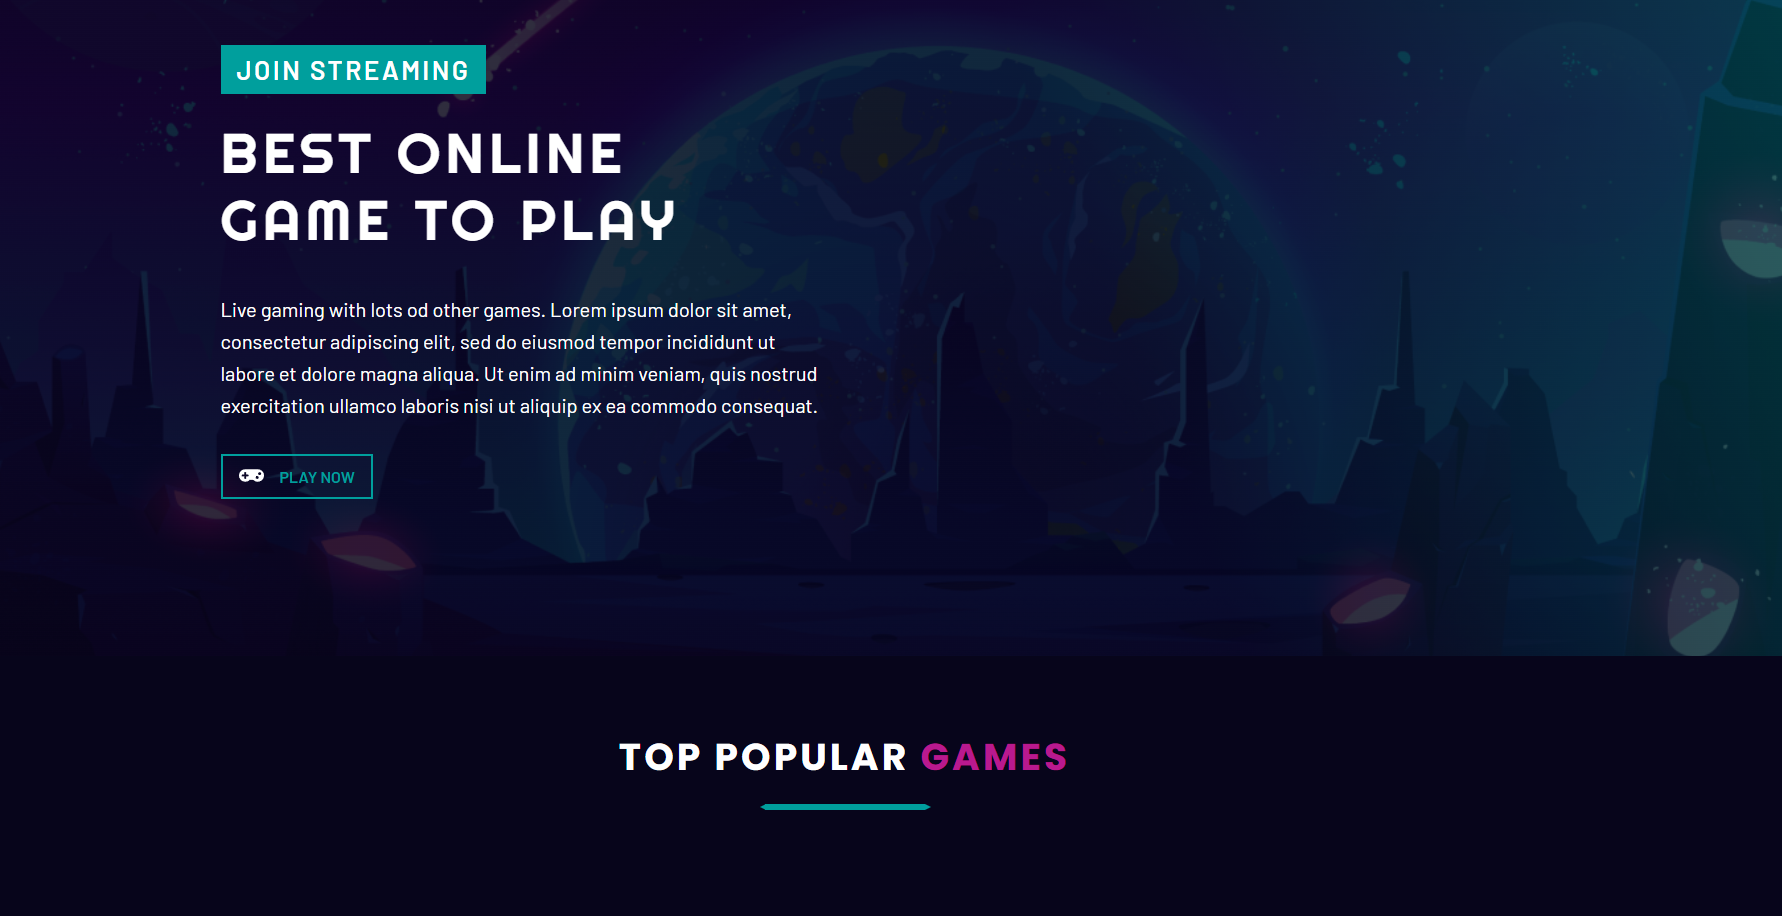 JOIN STREAMING
BEST ONLINE
GAME TO PLAY
Live gaming with lots od other games. Lorem ipsum dolor sit amet,
consectetur adipiscing elit, sed do eiusmod tempor incididunt ut
labore et dolore magna aliqua. Ut enim ad minim veniam, quis nostrud
exercitation ullamco laboris nisi ut aliquip ex ea commodo consequat.
PLAY NOW
TOP POPULAR GAMES